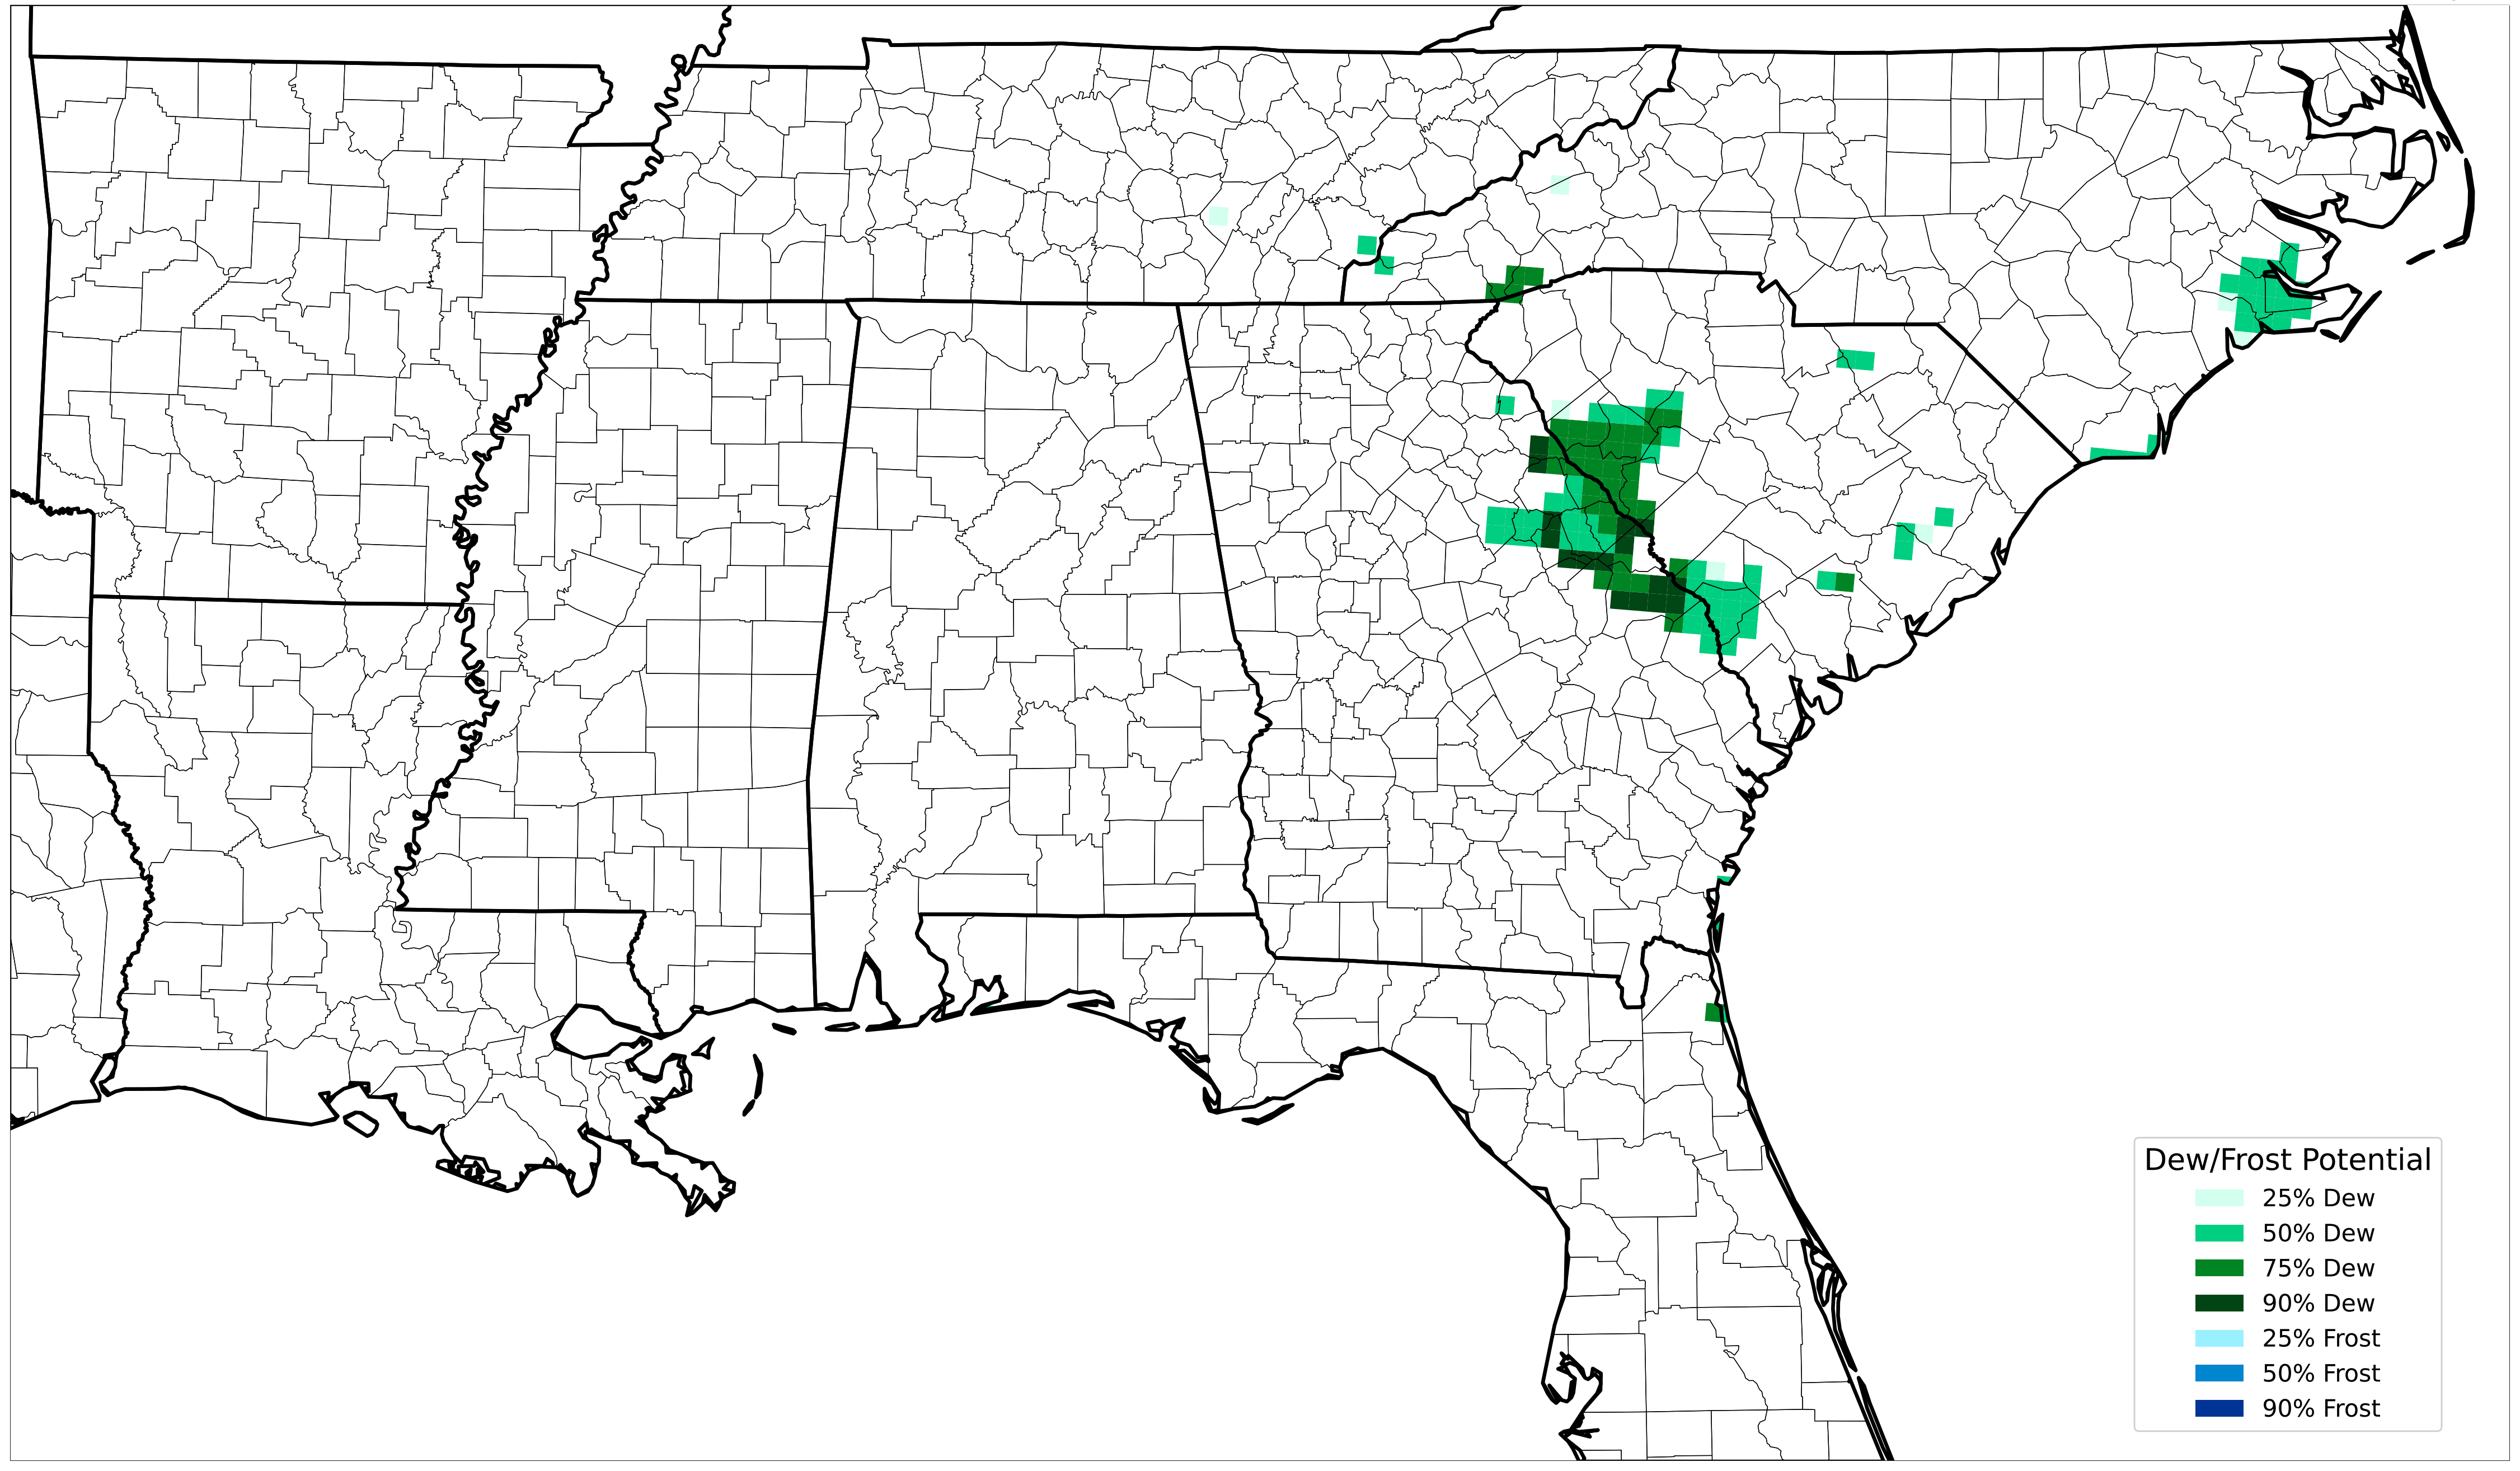 Dew/Frost Potential
25% Dew
50% Dew
75% Dew
90% Dew
25% Frost
50% Frost
90% Frost